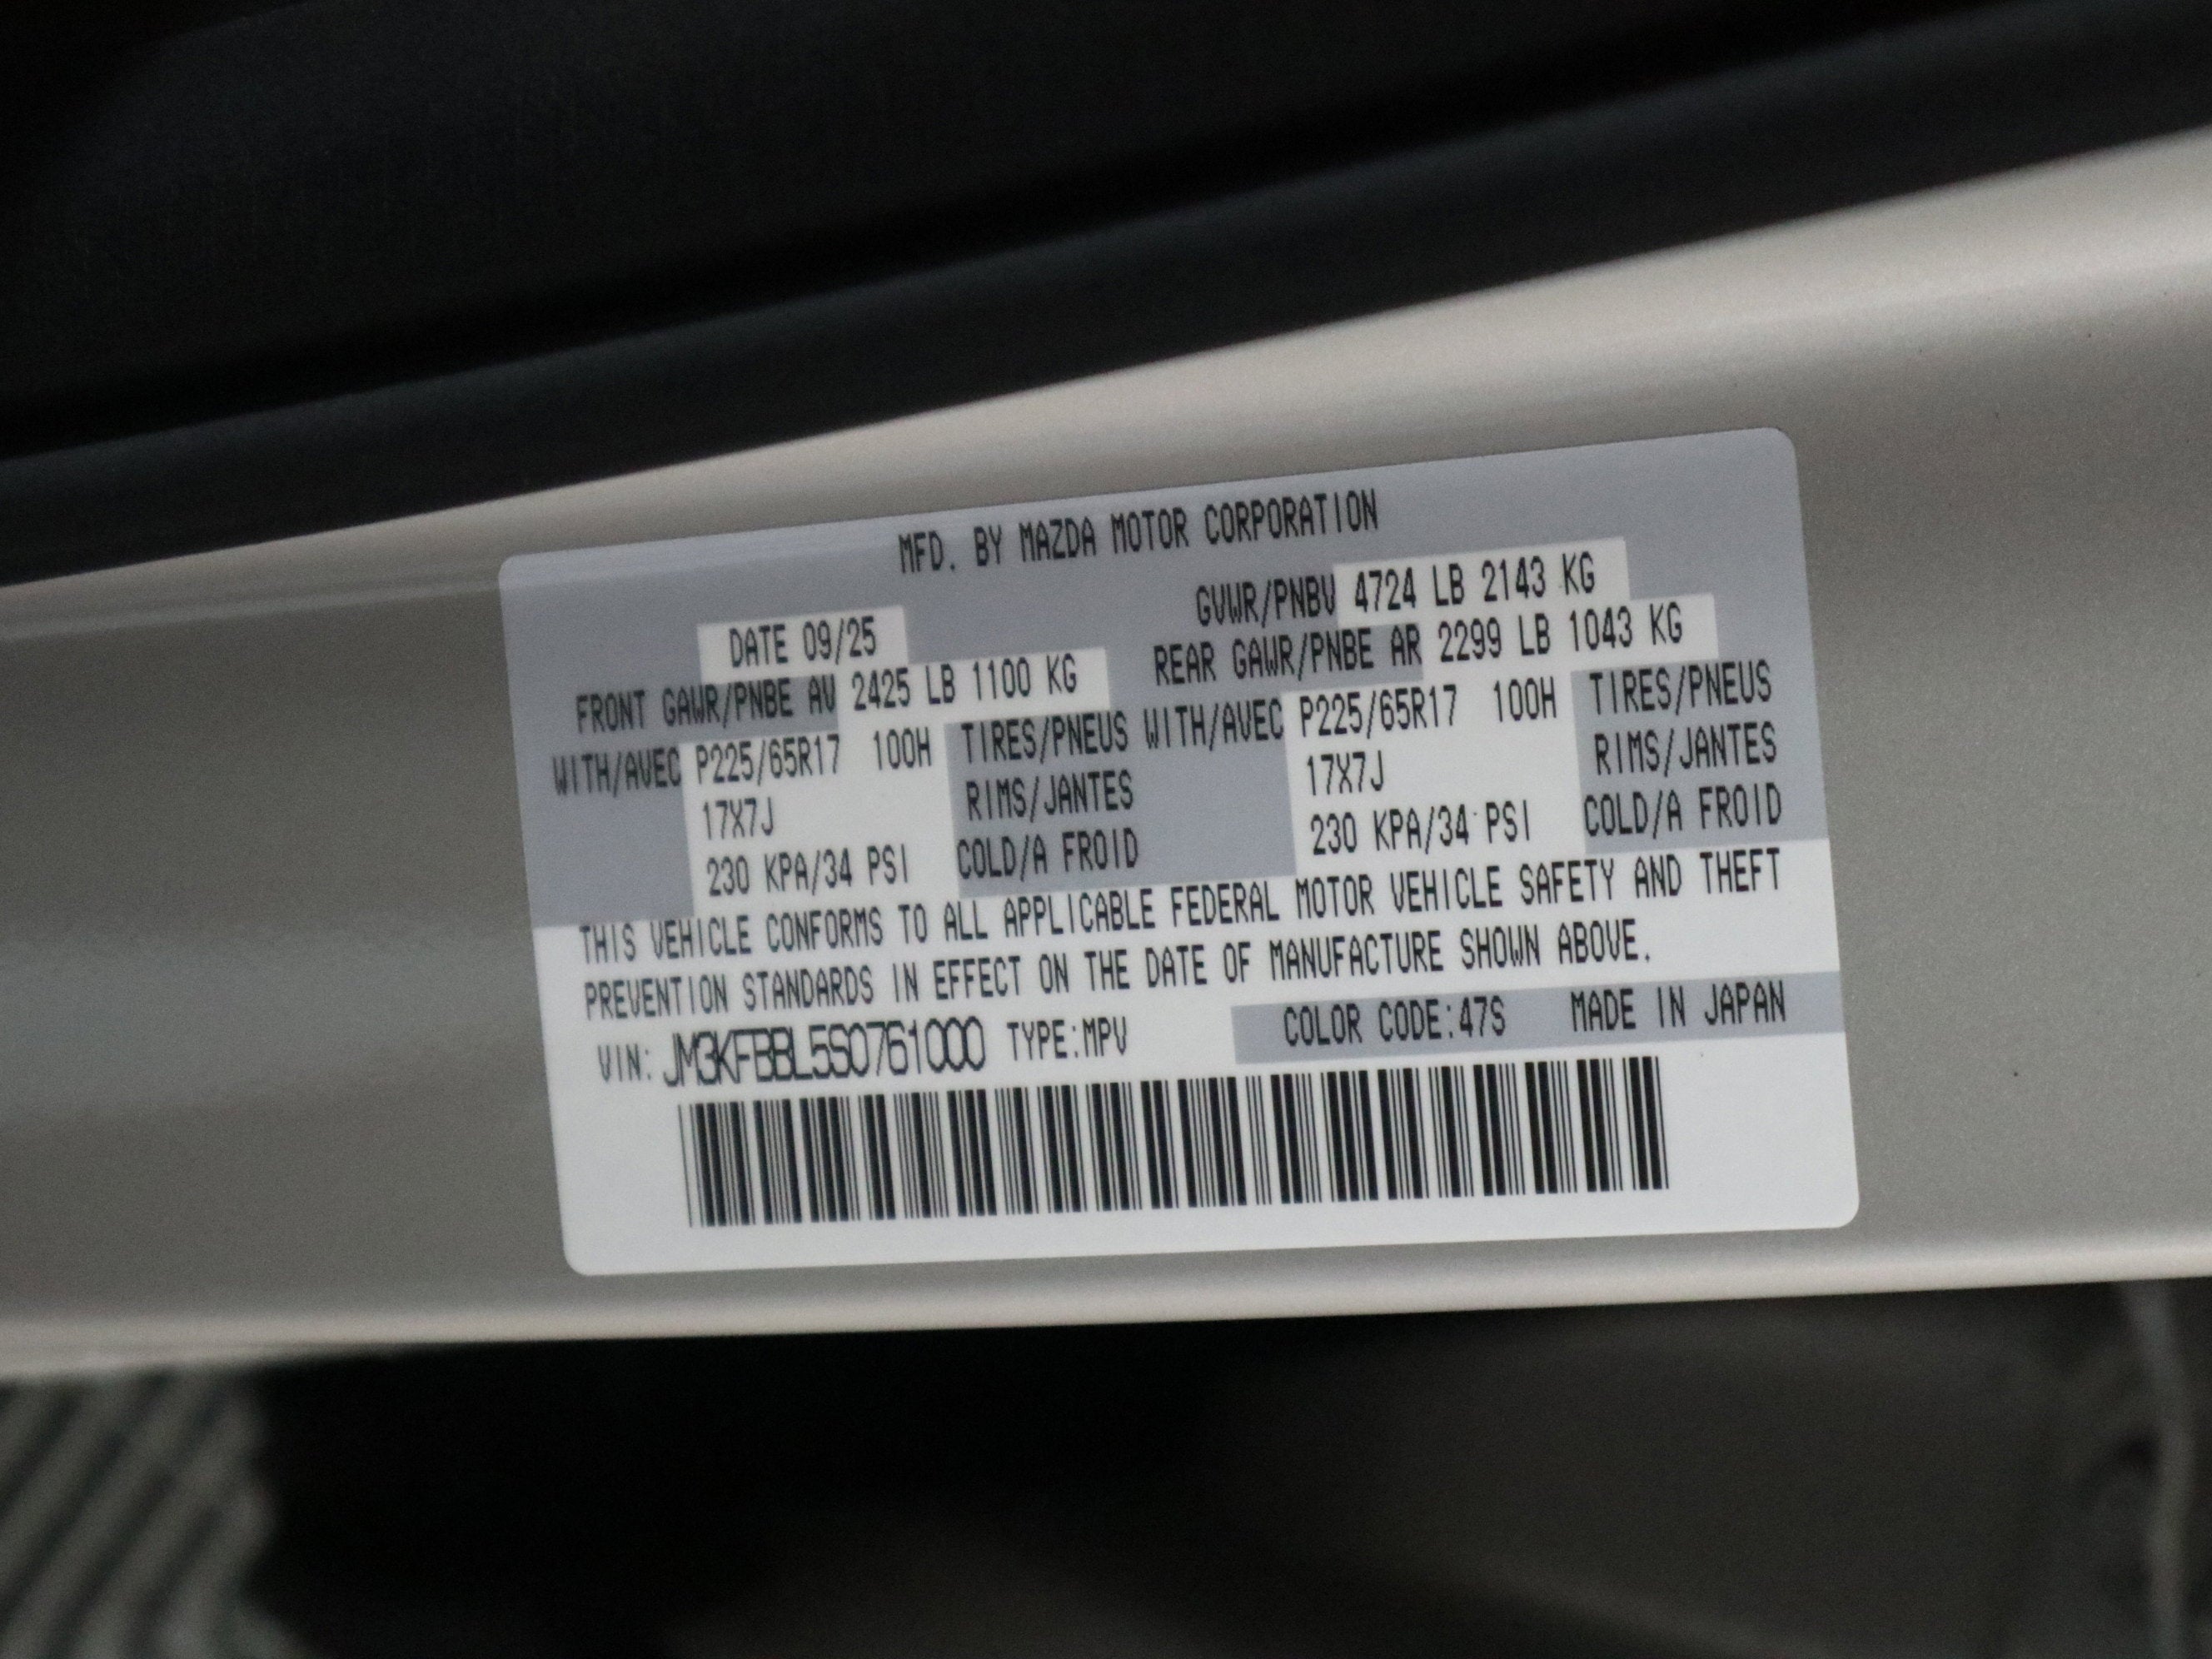 MFD. BY MAZDA MOTOR CORPORATION
DATE 09/25 GVWR/PNBV 4724 LB 2143 KG
FRONT GAWR/PNBE AV 2425 LB 1100 KG REAR GAWR/PNBE AR 2299 LB 1043 KG
WITH/AVEC P225/65R17 100H TIRES/PNEUS WITH/AVEC P225/65R17 100H TIRES/PNEUS
17X7J RIMS/JANTES 17X7J RIMS/JANTES
230 KPA/34 PSI COLD/A FROID 230 KPA/34 PSI COLD/A FROID
THIS VEHICLE CONFORMS TO ALL APPLICABLE FEDERAL MOTOR VEHICLE SAFETY AND THEFT
PREVENTION STANDARDS IN EFFECT ON THE DATE OF MANUFACTURE SHOWN ABOVE.
VIN: JM3KFBBL5S0761000 TYPE:MPV COLOR CODE:47S MADE IN JAPAN